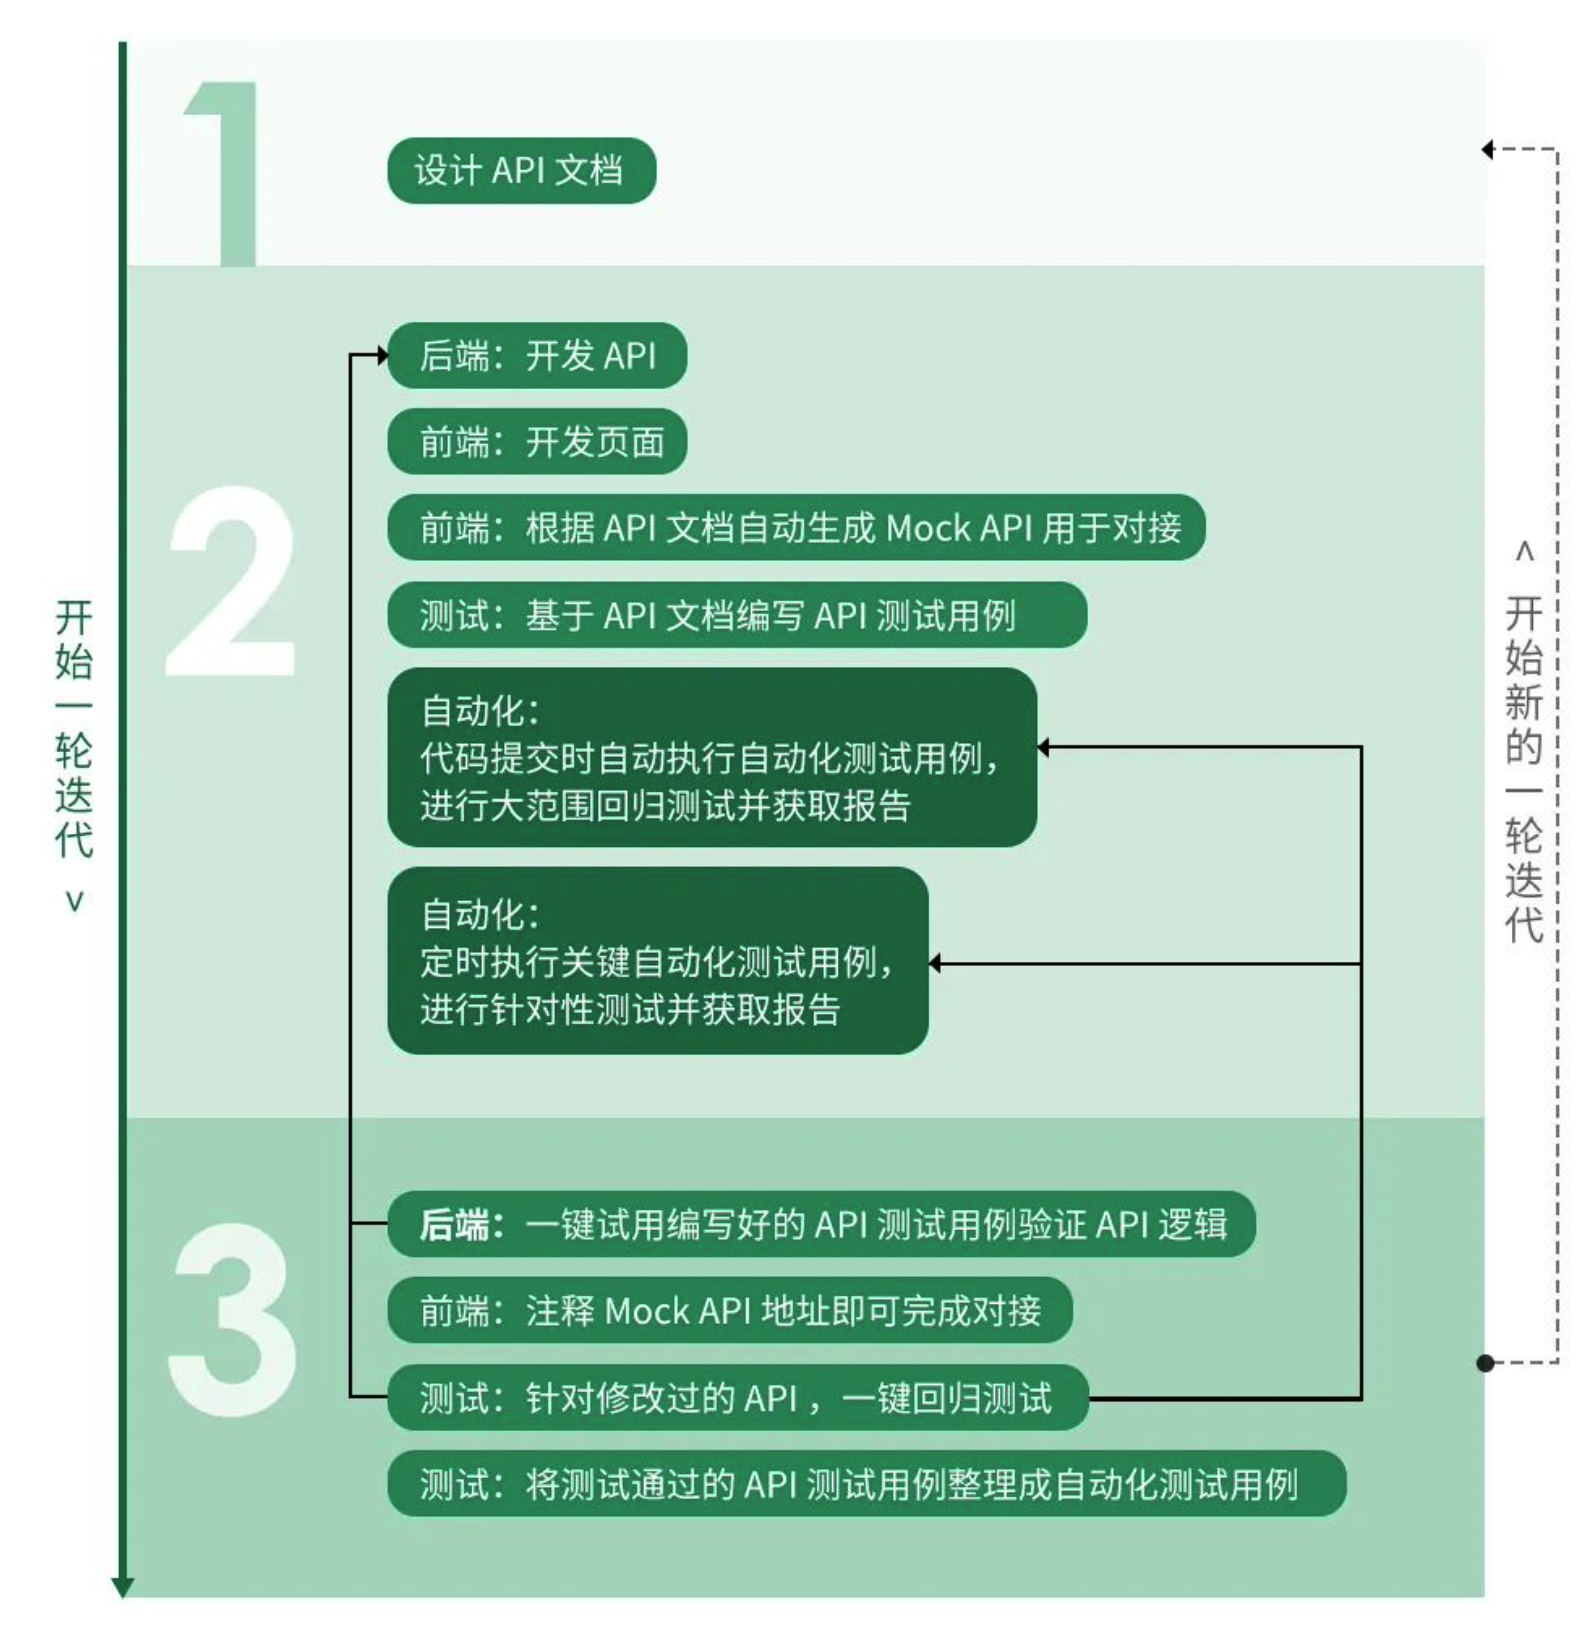 1
设计 API 文档
2
后端：开发 API
前端：开发页面
前端：根据 API 文档自动生成 Mock API 用于对接
测试：基于 API 文档编写 API 测试用例
自动化：
代码提交时自动执行自动化测试用例，
进行大范围回归测试并获取报告
自动化：
定时执行关键自动化测试用例，
进行针对性测试并获取报告
3
后端：一键试用编写好的 API 测试用例验证 API 逻辑
前端：注释 Mock API 地址即可完成对接
测试：针对修改过的 API ，一键回归测试
测试：将测试通过的 API 测试用例整理成自动化测试用例
开始一轮迭代 >
< 开始新的一轮迭代